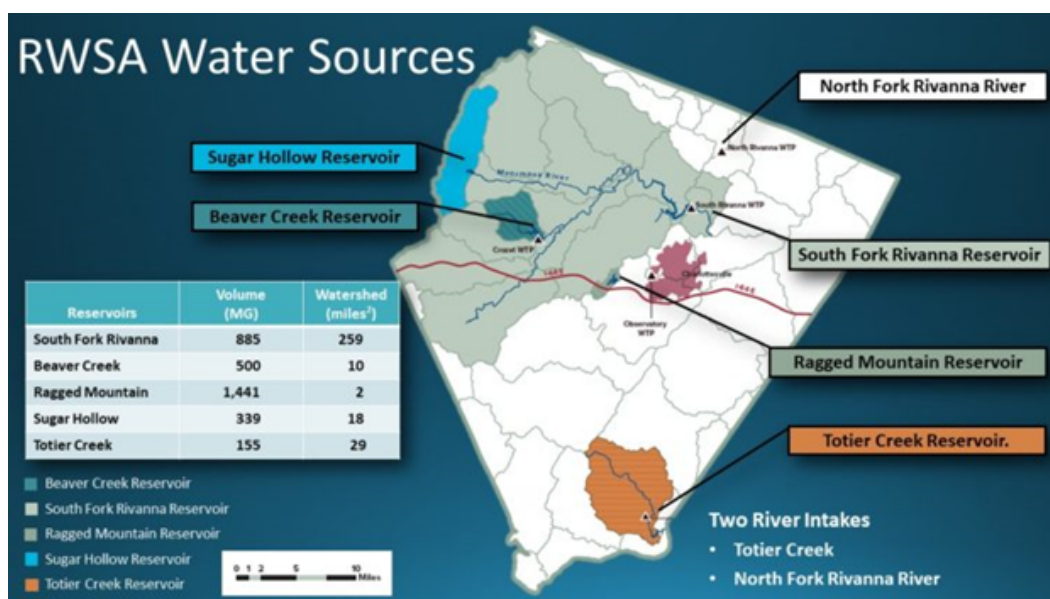 RWSA Water Sources
North Fork Rivanna River
North Rivanna WTP
Sugar Hollow Reservoir
Moormans River
Beaver Creek Reservoir
South Rivanna WTP
Crozet WTP
South Fork Rivanna Reservoir
I-64 E
Charlottesville
I-64 E
Observatory
WTP
Ragged Mountain Reservoir
Reservoirs Volume (MG) Watershed (miles²)
South Fork Rivanna 885 259
Beaver Creek 500 10
Ragged Mountain 1,441 2
Sugar Hollow 339 18
Totier Creek 155 29
Totier Creek Reservoir.
Beaver Creek Reservoir
South Fork Rivanna Reservoir
Ragged Mountain Reservoir
Sugar Hollow Reservoir
Totier Creek Reservoir
0 1 2 5 10
Miles
Two River Intakes
• Totier Creek
• North Fork Rivanna River